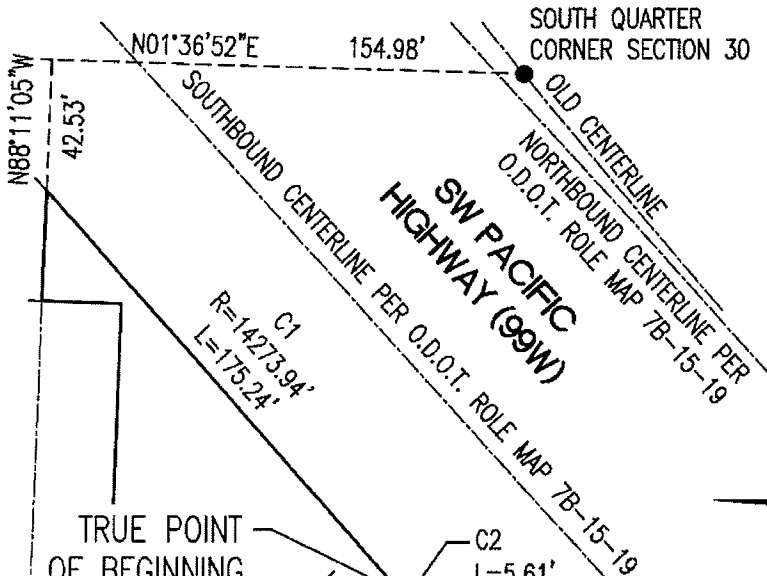 SOUTH QUARTER
CORNER SECTION 30
N01°36'52"E
154.98'
N88°11'05"W
42.53'
OLD CENTERLINE
NORTHBOUND CENTERLINE PER
O.D.O.T. ROLE MAP 7B-15-19
SW PACIFIC
HIGHWAY (99W)
SOUTHBOUND CENTERLINE PER O.D.O.T. ROLE MAP 7B-15-19
C1
R=14273.94'
L=175.24'
TRUE POINT
OF BEGINNING
C2
L=5.61'